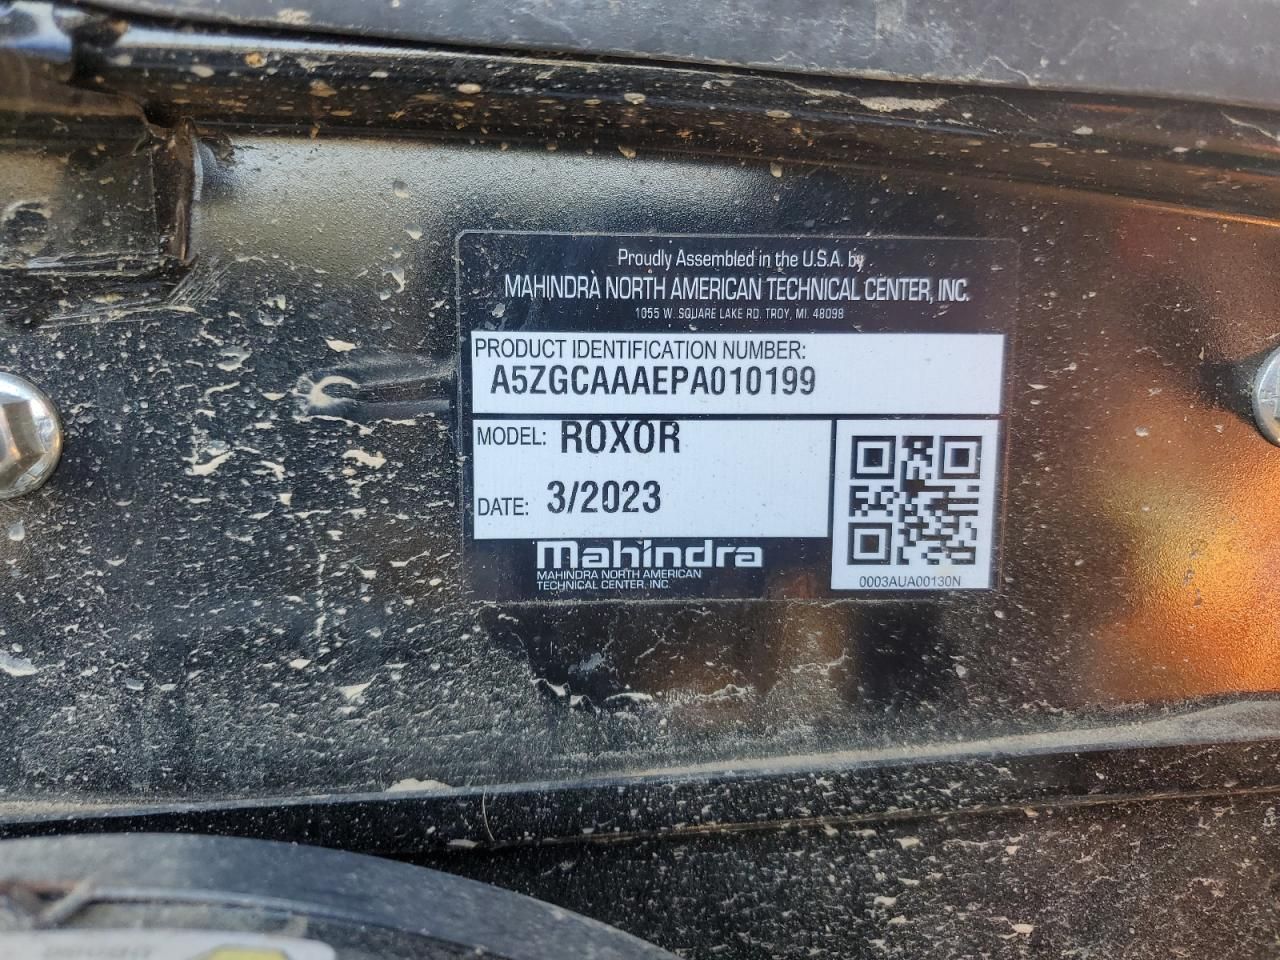 Proudly Assembled in the U.S.A. by
MAHINDRA NORTH AMERICAN TECHNICAL CENTER, INC.
1055 W. SQUARE LAKE RD. TROY, MI. 48098
PRODUCT IDENTIFICATION NUMBER:
A5ZGCAAAEPA010199
MODEL: ROXOR
DATE: 3/2023
Mahindra
MAHINDRA NORTH AMERICAN
TECHNICAL CENTER, INC.
0003AUA00130N